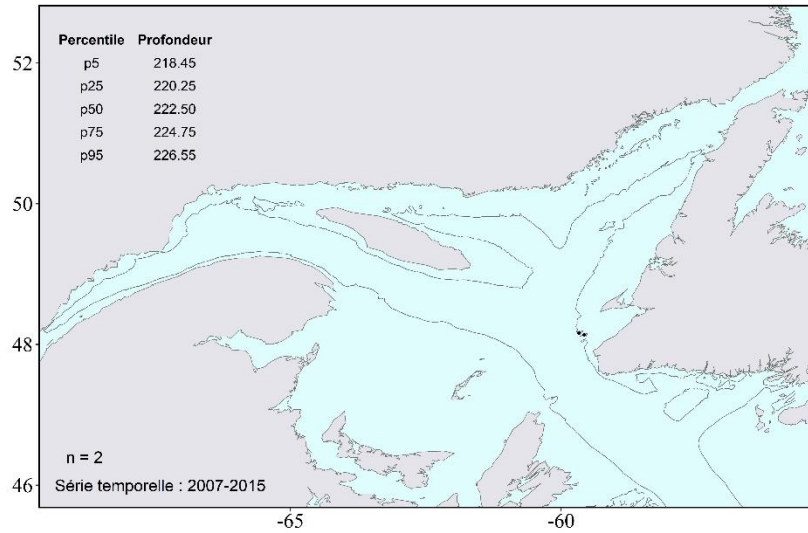 Percentile Profondeur
p5 218.45
p25 220.25
p50 222.50
p75 224.75
p95 226.55
52
50
48
46
n = 2
Série temporelle : 2007-2015
-65 -60